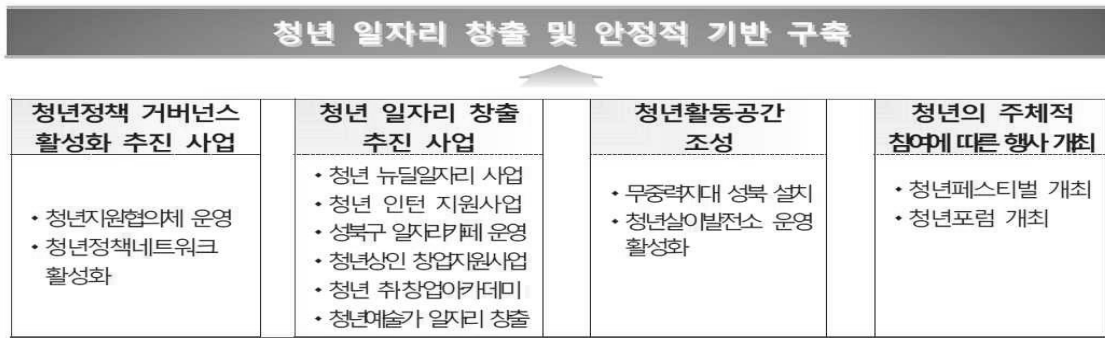 청년 일자리 창출 및 안정적 기반 구축
청년정책 거버넌스
활성화 추진 사업
• 청년지원협의체 운영
• 청년정책네트워크
활성화
청년 일자리 창출
추진 사업
• 청년 뉴딜일자리 사업
• 청년 인턴 지원사업
• 성북구 일자리카페 운영
• 청년상인 창업지원사업
• 청년 취·창업아카데미
• 청년예술가 일자리 창출
청년활동공간
조성
• 무중력지대 성북 설치
• 청년살이발전소 운영
활성화
청년의 주체적
참여에 따른 행사 개최
• 청년페스티벌 개최
• 청년포럼 개최